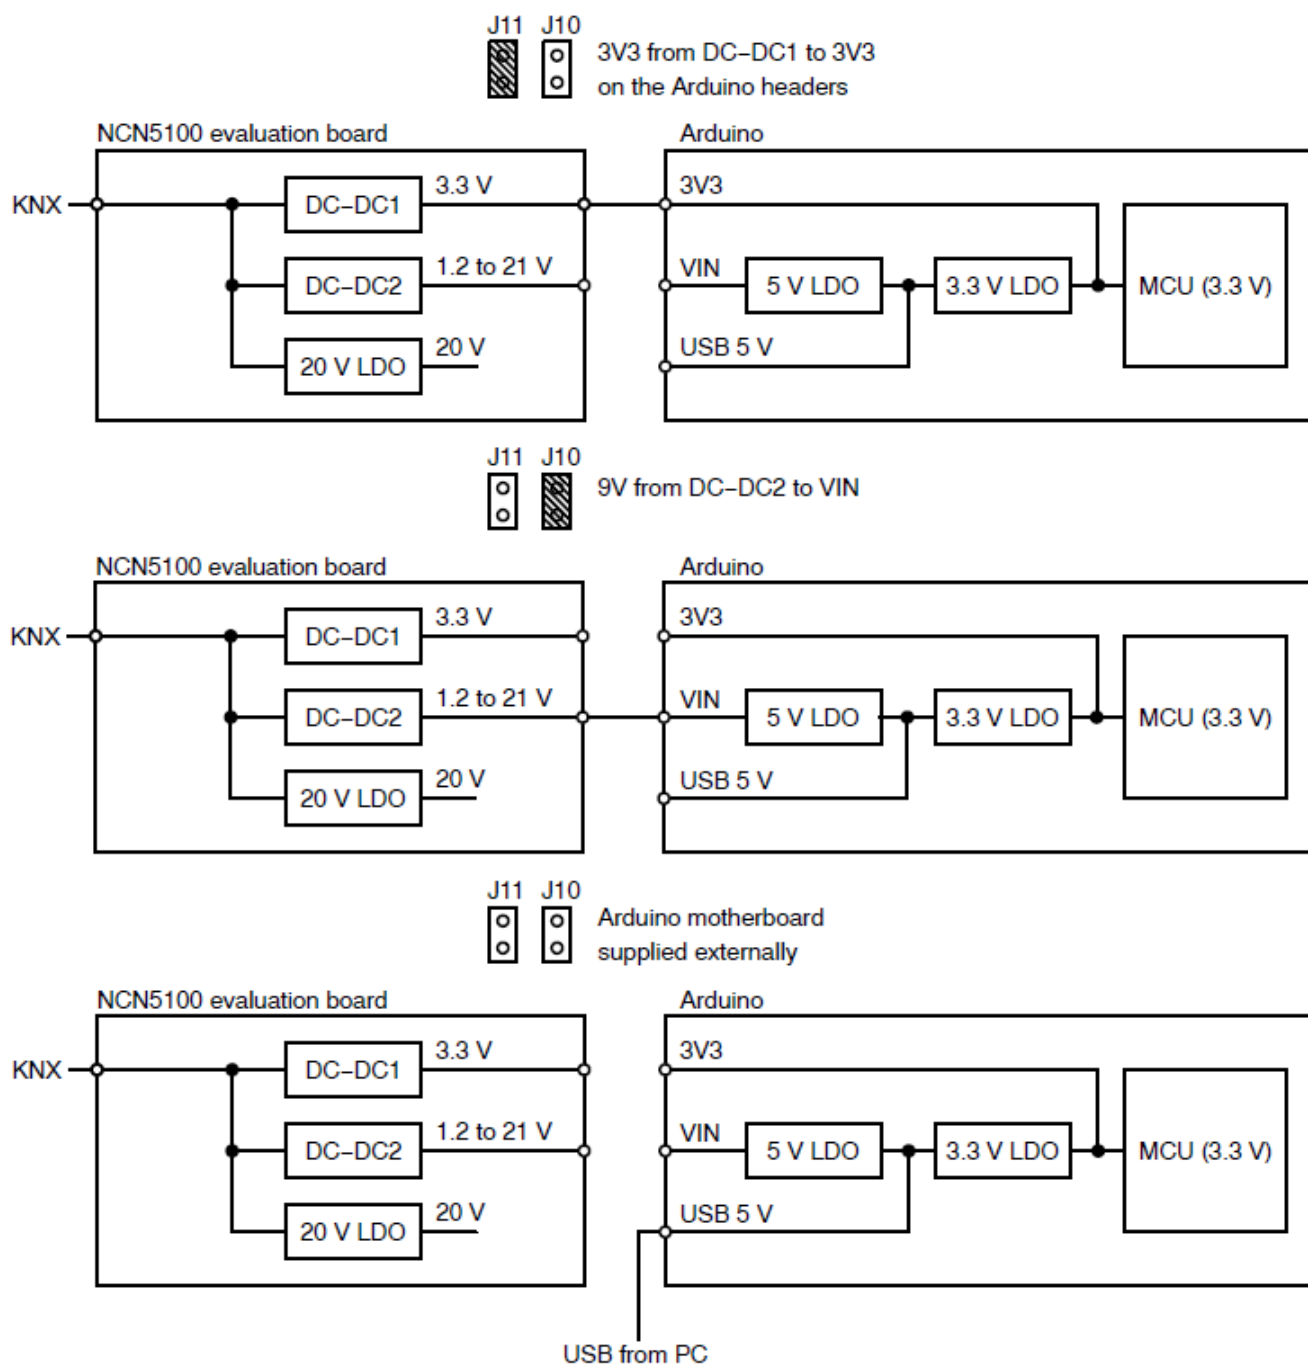 J11 J10
3V3 from DC-DC1 to 3V3
on the Arduino headers
NCN5100 evaluation board
Arduino
KNX
3.3 V
DC-DC1
1.2 to 21 V
DC-DC2
20 V
20 V LDO
3V3
VIN
5 V LDO
3.3 V LDO
MCU (3.3 V)
USB 5 V
J11 J10
9V from DC-DC2 to VIN
NCN5100 evaluation board
Arduino
KNX
3.3 V
DC-DC1
1.2 to 21 V
DC-DC2
20 V
20 V LDO
3V3
VIN
5 V LDO
3.3 V LDO
MCU (3.3 V)
USB 5 V
J11 J10
Arduino motherboard
supplied externally
NCN5100 evaluation board
Arduino
KNX
3.3 V
DC-DC1
1.2 to 21 V
DC-DC2
20 V
20 V LDO
3V3
VIN
5 V LDO
3.3 V LDO
MCU (3.3 V)
USB 5 V
USB from PC